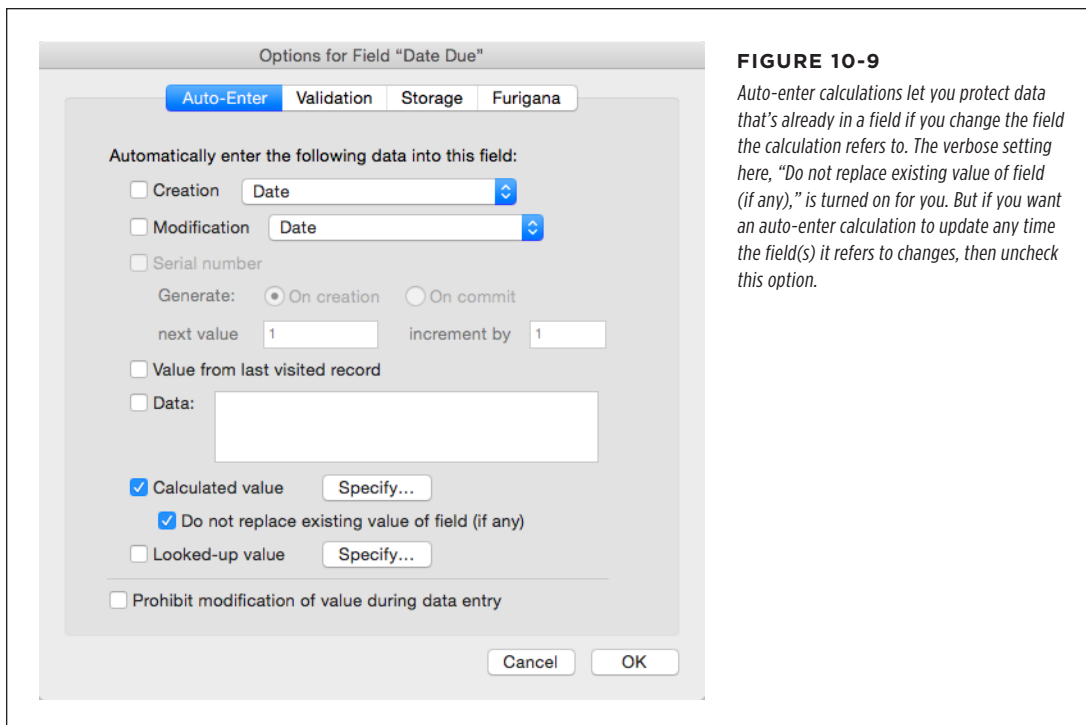 Options for Field “Date Due”
Auto-Enter Validation Storage Furigana
Automatically enter the following data into this field:
Creation Date
Modification Date
Serial number
Generate: On creation On commit
next value 1 increment by 1
Value from last visited record
Data:
Calculated value Specify...
Do not replace existing value of field (if any)
Looked-up value Specify...
Prohibit modification of value during data entry
Cancel OK
FIGURE 10-9
Auto-enter calculations let you protect data
that’s already in a field if you change the field
the calculation refers to. The verbose setting
here, “Do not replace existing value of field
(if any),” is turned on for you. But if you want
an auto-enter calculation to update any time
the field(s) it refers to changes, then uncheck
this option.